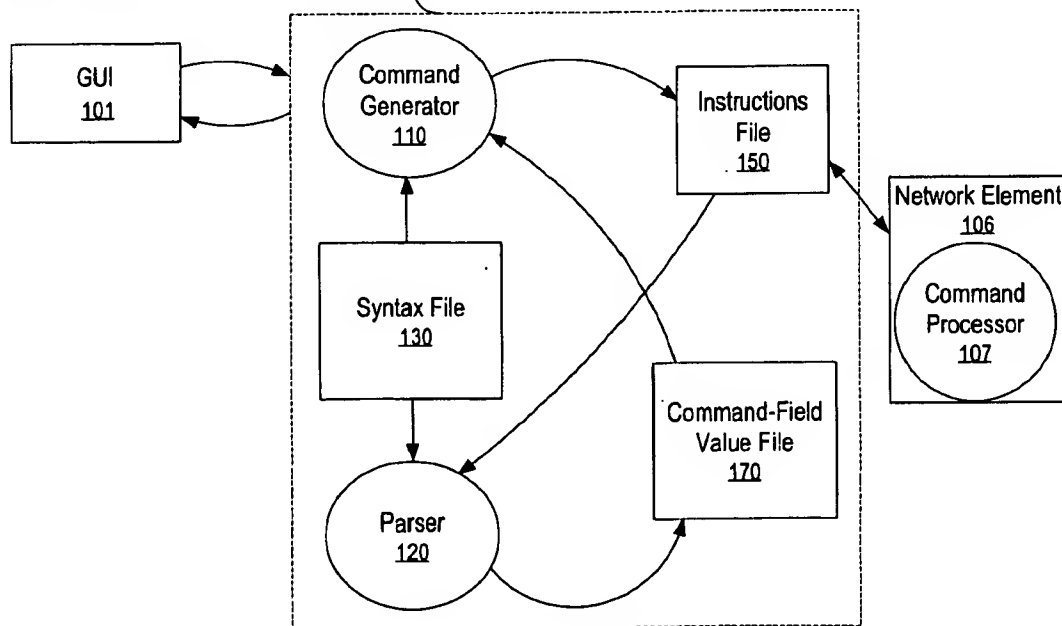 GUI
101
Command
Generator
110
Instructions
File
150
Network Element
106
Command
Processor
107
Syntax File
130
Command-Field
Value File
170
Parser
120